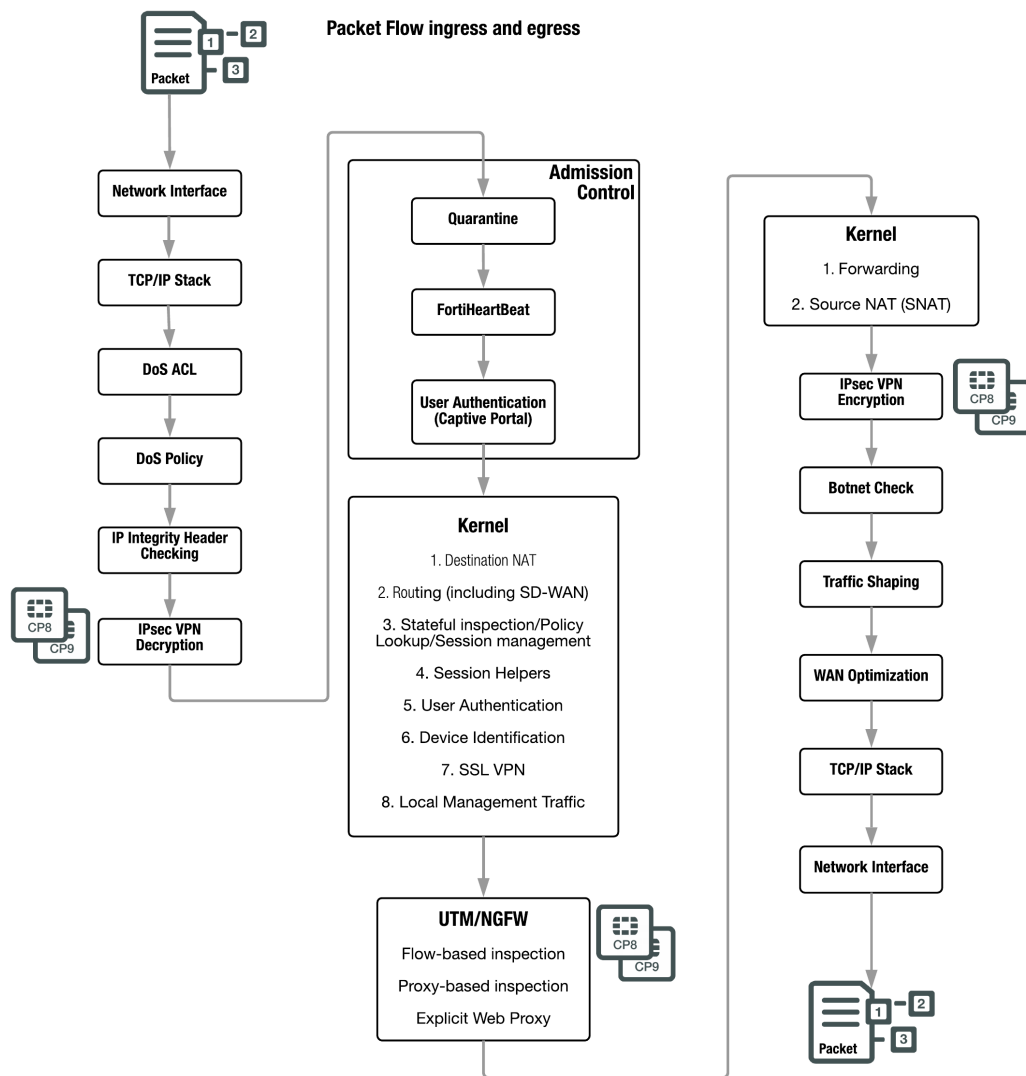 Packet Flow ingress and egress
1
2
3
Packet
Network Interface
TCP/IP Stack
DoS ACL
DoS Policy
IP Integrity Header
Checking
IPsec VPN
Decryption
CP8
CP9
Admission
Control
Quarantine
FortiHeartBeat
User Authentication
(Captive Portal)
Kernel
1. Destination NAT
2. Routing (including SD-WAN)
3. Stateful inspection/Policy
Lookup/Session management
4. Session Helpers
5. User Authentication
6. Device Identification
7. SSL VPN
8. Local Management Traffic
UTM/NGFW
Flow-based inspection
Proxy-based inspection
Explicit Web Proxy
CP8
CP9
Kernel
1. Forwarding
2. Source NAT (SNAT)
IPsec VPN
Encryption
CP8
CP9
Botnet Check
Traffic Shaping
WAN Optimization
TCP/IP Stack
Network Interface
1
2
3
Packet